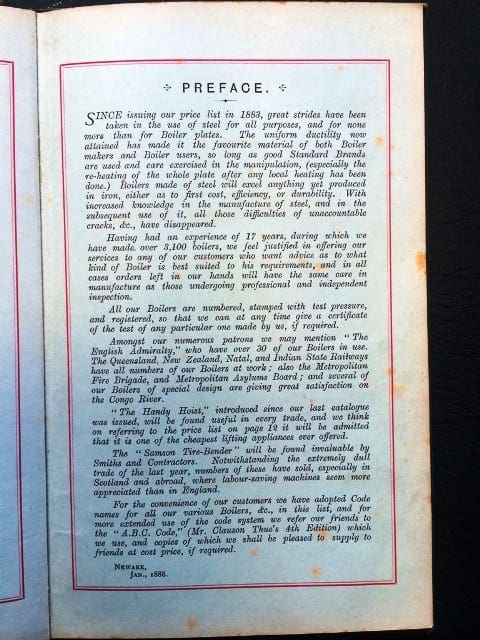 PREFACE.
SINCE issuing our price list in 1883, great strides have been
taken in the use of steel for all purposes, and for none
more than for Boiler plates. The uniform ductility now
attained has made it the favourite material of both Boiler
makers and Boiler users, so long as good Standard Brands
are used and care exercised in the manipulation, (especially the
re-heating of the whole plate after any local heating has been
done.) Boilers made of steel will excel anything yet produced
in iron, either as to first cost, efficiency, or durability. With
increased knowledge in the manufacture of steel, and in the
subsequent use of it, all those difficulties of unaccountable
cracks, &c., have disappeared.
Having had an experience of 17 years, during which we
have made over 3,100 boilers, we feel justified in offering our
services to any of our customers who want advice as to what
kind of Boiler is best suited to his requirements, and in all
cases orders left in our hands will have the same care in
manufacture as those undergoing professional and independent
inspection.
All our Boilers are numbered, stamped with test pressure,
and registered, so that we can at any time give a certificate
of the test of any particular one made by us, if required.
Amongst our numerous patrons we may mention "The
English Admiralty," who have over 30 of our Boilers in use.
The Queensland, New Zealand, Natal, and Indian State Railways
have all numbers of our Boilers at work; also the Metropolitan
Fire Brigade, and Metropolitan Asylums Board; and several of
our Boilers of special design are giving great satisfaction on
the Congo River.
"The Handy Hoist," introduced since our last catalogue
was issued, will be found useful in every trade, and we think
on referring to the price list on page 12 it will be admitted
that it is one of the cheapest lifting appliances ever offered.
The "Samson Tire-Bender" will be found invaluable by
Smiths and Contractors. Notwithstanding the extremely dull
trade of the last year, numbers of these have sold, especially in
Scotland and abroad, where labour-saving machines seem more
appreciated than in England.
For the convenience of our customers we have adopted Code
names for all our various Boilers, &c., in this list, and for
more extended use of the code system we refer our friends to
the "A.B.C. Code," (Mr. Clauson Thue's 4th Edition) which
we use, and copies of which we shall be pleased to supply to
friends at cost price, if required.
NEWARK,
JAN., 1888.